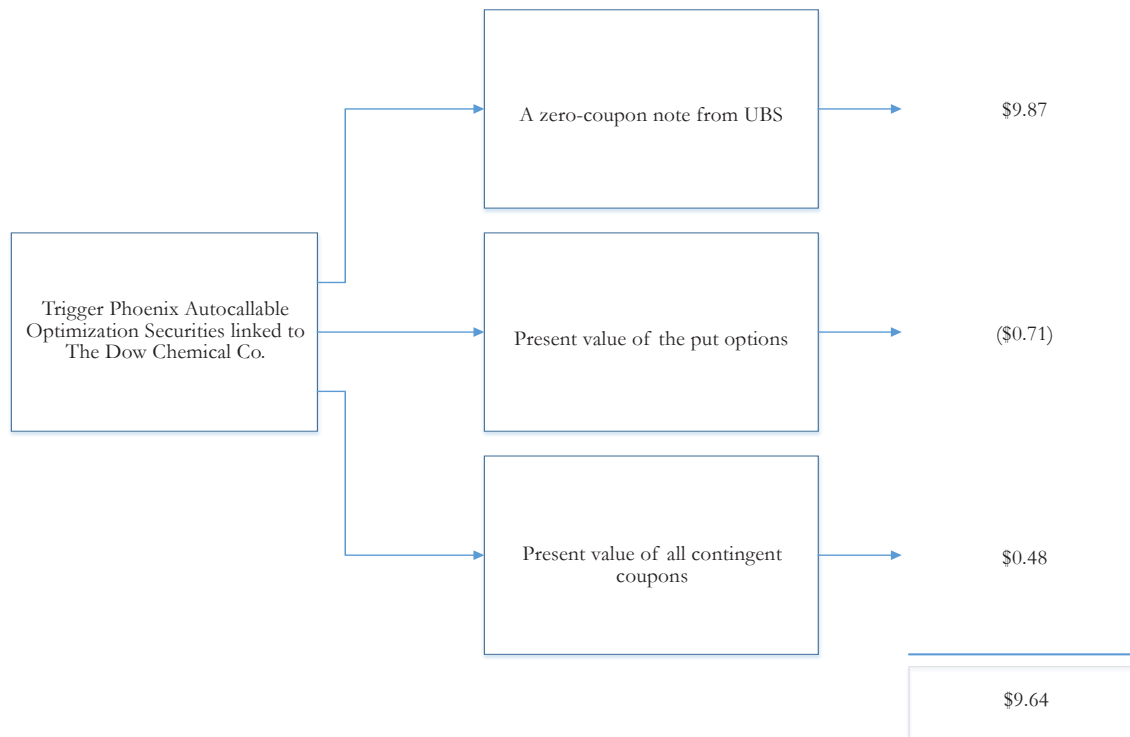 A zero-coupon note from UBS
$9.87
Trigger Phoenix Autocallable
Optimization Securities linked to
The Dow Chemical Co.
Present value of the put options
($0.71)
Present value of all contingent
coupons
$0.48
$9.64